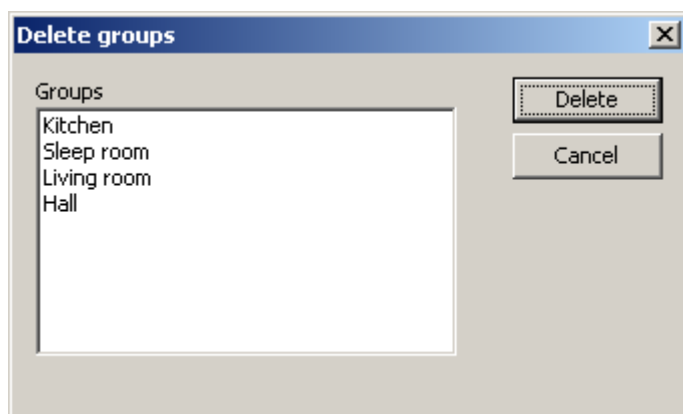 Delete groups
Groups
Kitchen
Sleep room
Living room
Hall
Delete
Cancel